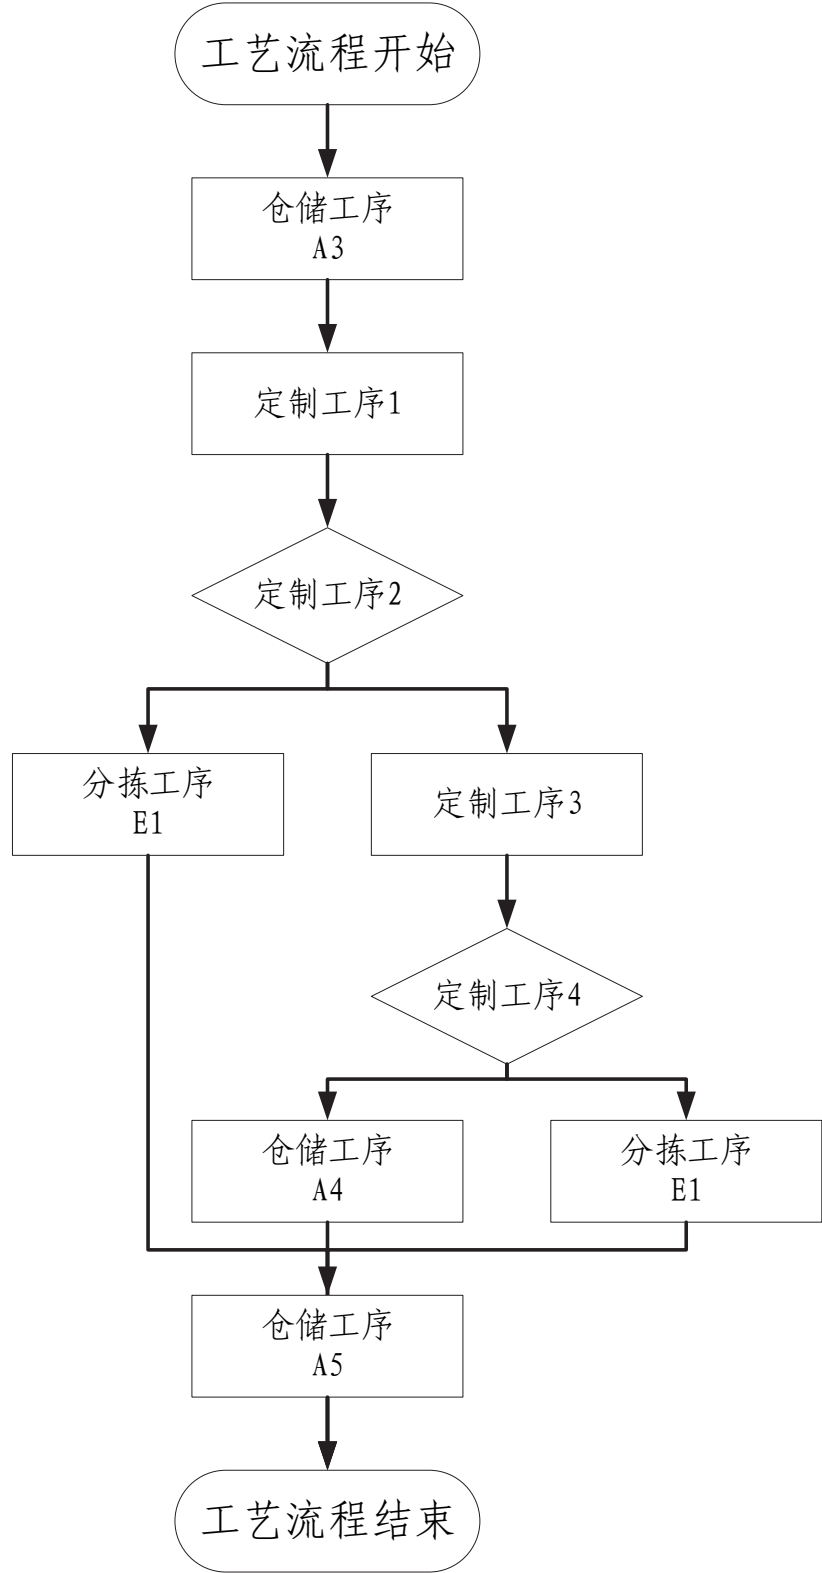 工艺流程开始
仓储工序
A3
定制工序1
定制工序2
分拣工序
E1
定制工序3
定制工序4
仓储工序
A4
分拣工序
E1
仓储工序
A5
工艺流程结束